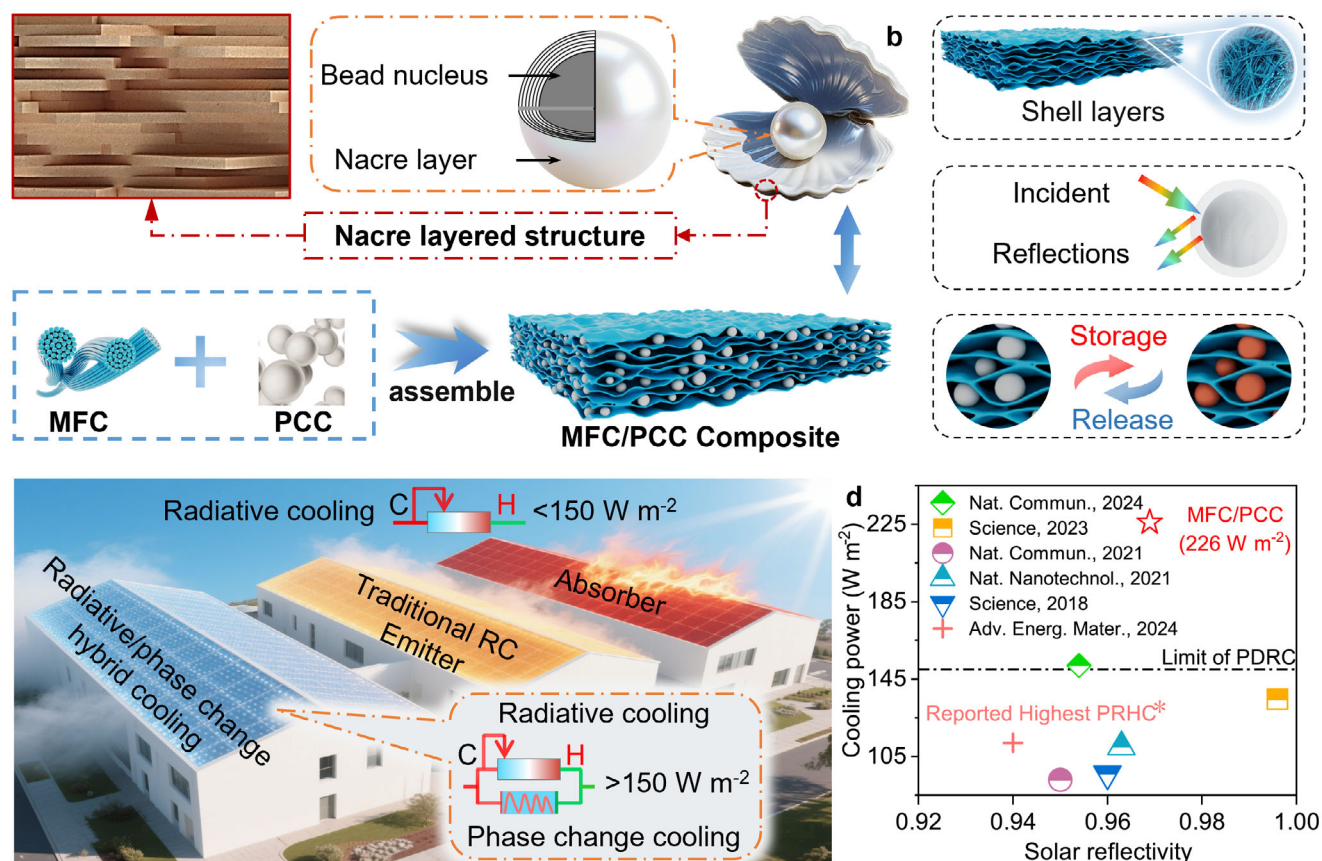 Bead nucleus
Nacre layer
Nacre layered structure
b
Shell layers
Incident
Reflections
Storage
Release
MFC
PCC
assemble
MFC/PCC Composite
Radiative cooling
C
H
<150 W m-2
Radiative/phase change
hybrid cooling
Traditional RC
Emitter
Absorber
Radiative cooling
C
H
>150 W m-2
Phase change cooling
d
Cooling power (W m-2)
225
185
145
105
Nat. Commun., 2024
Science, 2023
Nat. Commun., 2021
Nat. Nanotechnol., 2021
Science, 2018
Adv. Energ. Mater., 2024
MFC/PCC
(226 W m-2)
Limit of PDRC
Reported Highest PRHC*
0.92 0.94 0.96 0.98 1.00
Solar reflectivity